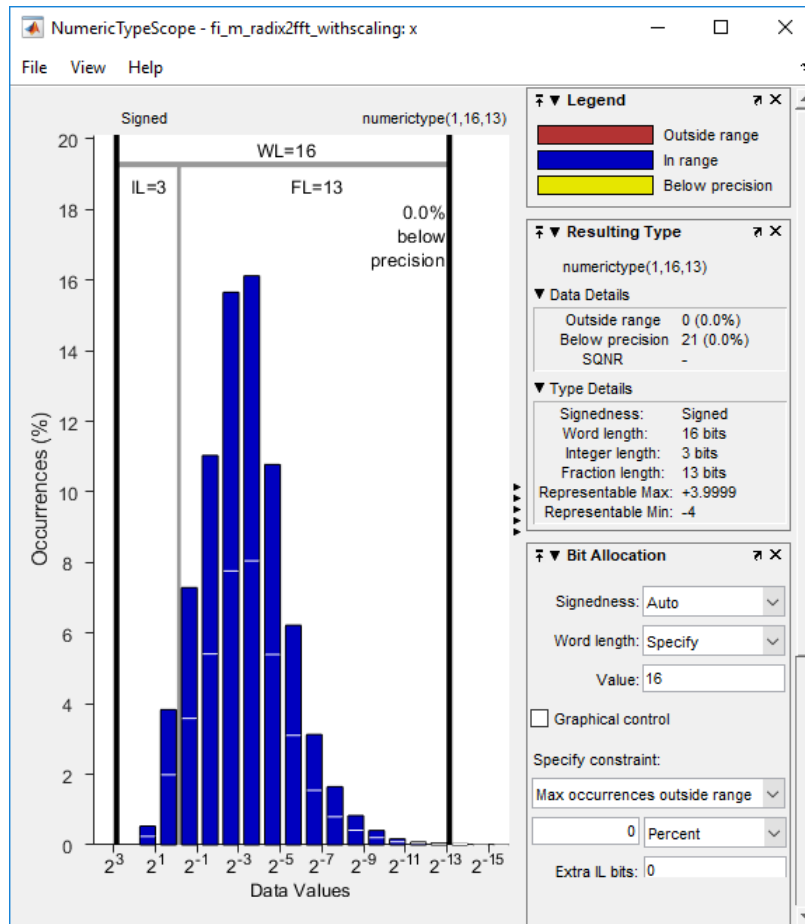 NumericTypeScope - fi_m_radix2fft_withscaling: x
File View Help
Signed numerictype(1,16,13)
WL=16
IL=3 FL=13
0.0%
below
precision
20
18
16
14
12
10
8
6
4
2
0
Occurrences (%)
2^3 2^1 2^-1 2^-3 2^-5 2^-7 2^-9 2^-11 2^-13 2^-15
Data Values
Legend
Outside range
In range
Below precision
Resulting Type
numerictype(1,16,13)
Data Details
Outside range 0 (0.0%)
Below precision 21 (0.0%)
SQNR -
Type Details
Signedness: Signed
Word length: 16 bits
Integer length: 3 bits
Fraction length: 13 bits
Representable Max: +3.9999
Representable Min: -4
Bit Allocation
Signedness: Auto
Word length: Specify
Value: 16
Graphical control
Specify constraint:
Max occurrences outside range
0 Percent
Extra IL bits: 0